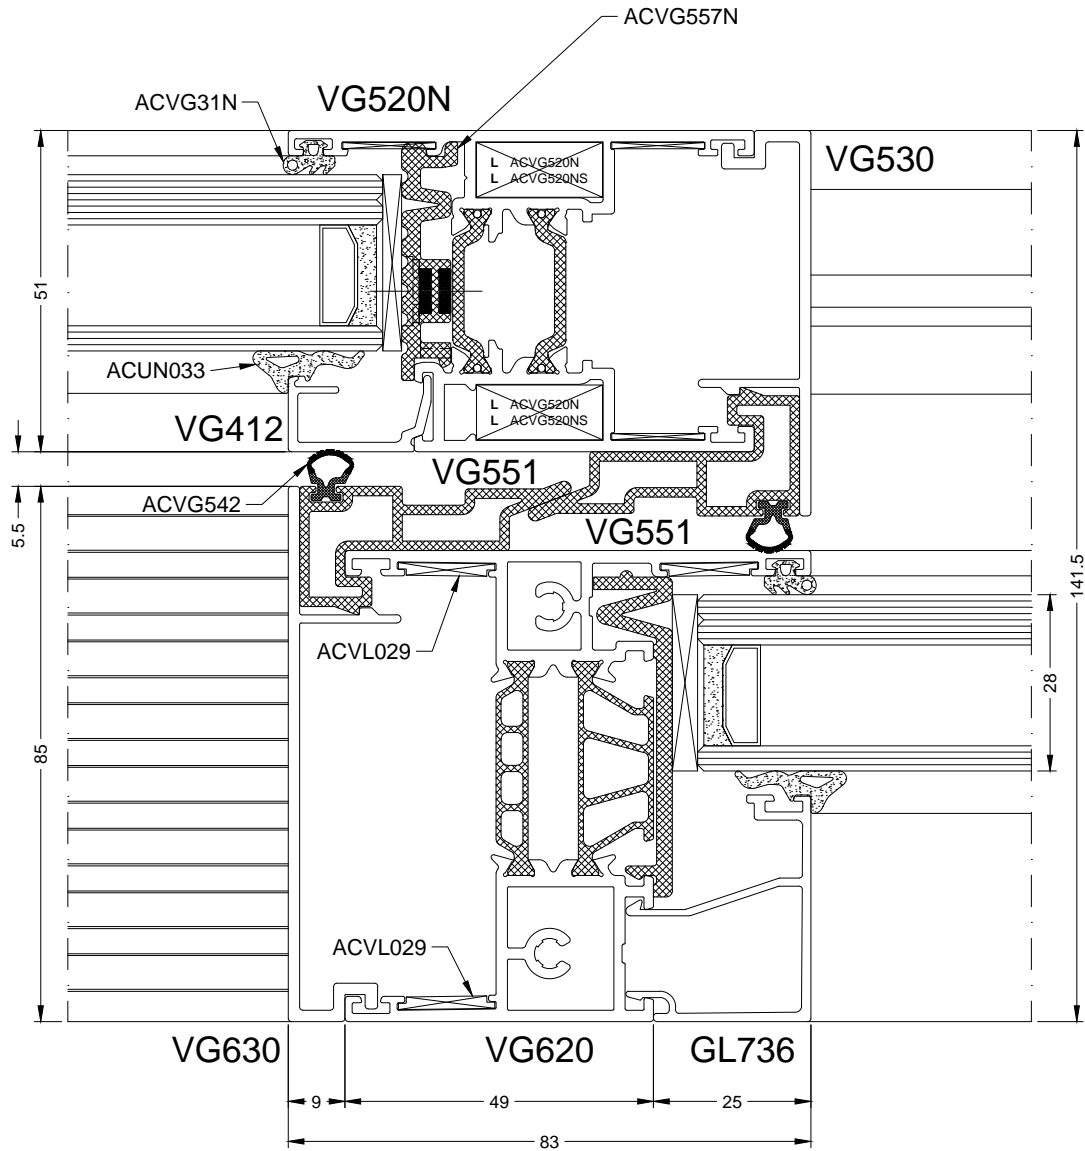 ACVG557N
ACVG31N
VG520N
VG530
L ACVG520N
L ACVG520NS
51
ACUN033
VG412
L ACVG520N
L ACVG520NS
VG551
ACVG542
5.5
VG551
141.5
ACVL029
28
85
ACVL029
VG630
VG620
GL736
9
49
25
83